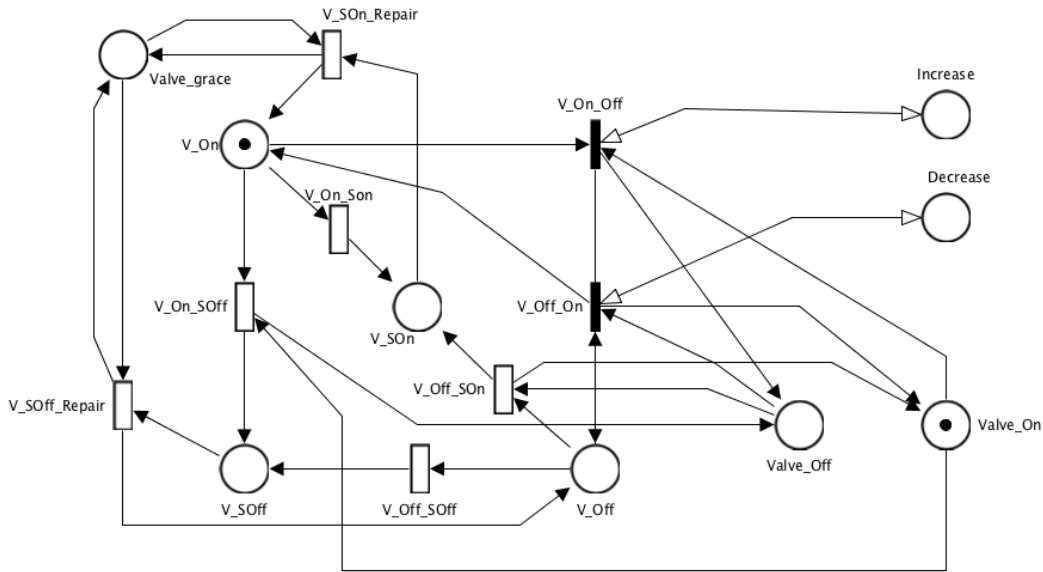 V_SOn_Repair
Valve_grace
Increase
V_On_Off
V_On
Decrease
V_On_Son
V_On_SOff
V_Off_On
V_SOn
V_Off_SOn
V_SOff_Repair
Valve_On
Valve_Off
V_SOff
V_Off_SOff
V_Off